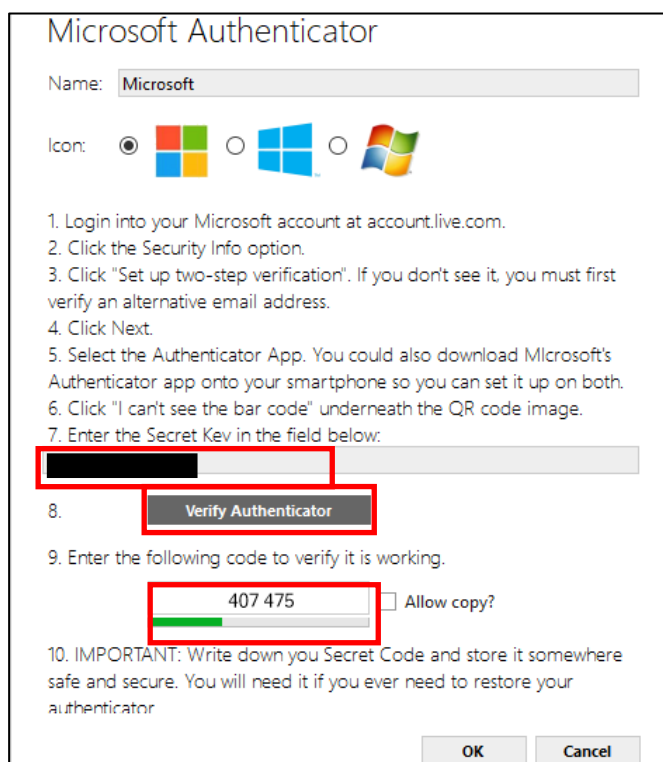 Microsoft Authenticator
Name: Microsoft
Icon:
1. Login into your Microsoft account at account.live.com.
2. Click the Security Info option.
3. Click "Set up two-step verification". If you don't see it, you must first
verify an alternative email address.
4. Click Next.
5. Select the Authenticator App. You could also download MIcrosoft's
Authenticator app onto your smartphone so you can set it up on both.
6. Click "I can't see the bar code" underneath the QR code image.
7. Enter the Secret Key in the field below:
8. Verify Authenticator
9. Enter the following code to verify it is working.
407 475 Allow copy?
10. IMPORTANT: Write down you Secret Code and store it somewhere
safe and secure. You will need it if you ever need to restore your
authenticator
OK Cancel